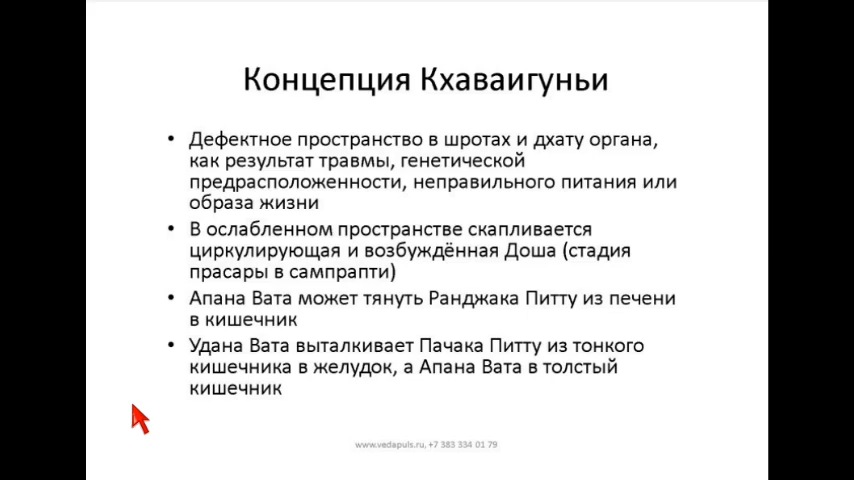 Концепция Кхаваигуньи
• Дефектное пространство в шротах и дхату органа,
как результат травмы, генетической
предрасположенности, неправильного питания или
образа жизни
• В ослабленном пространстве скапливается
циркулирующая и возбуждённая Доша (стадия
прасары в сампрапти)
• Апана Вата может тянуть Ранджака Питту из печени
в кишечник
• Удана Вата выталкивает Пачака Питту из тонкого
кишечника в желудок, а Апана Вата в толстый
кишечник
www.vedapuls.ru, +7 383 334 01 79